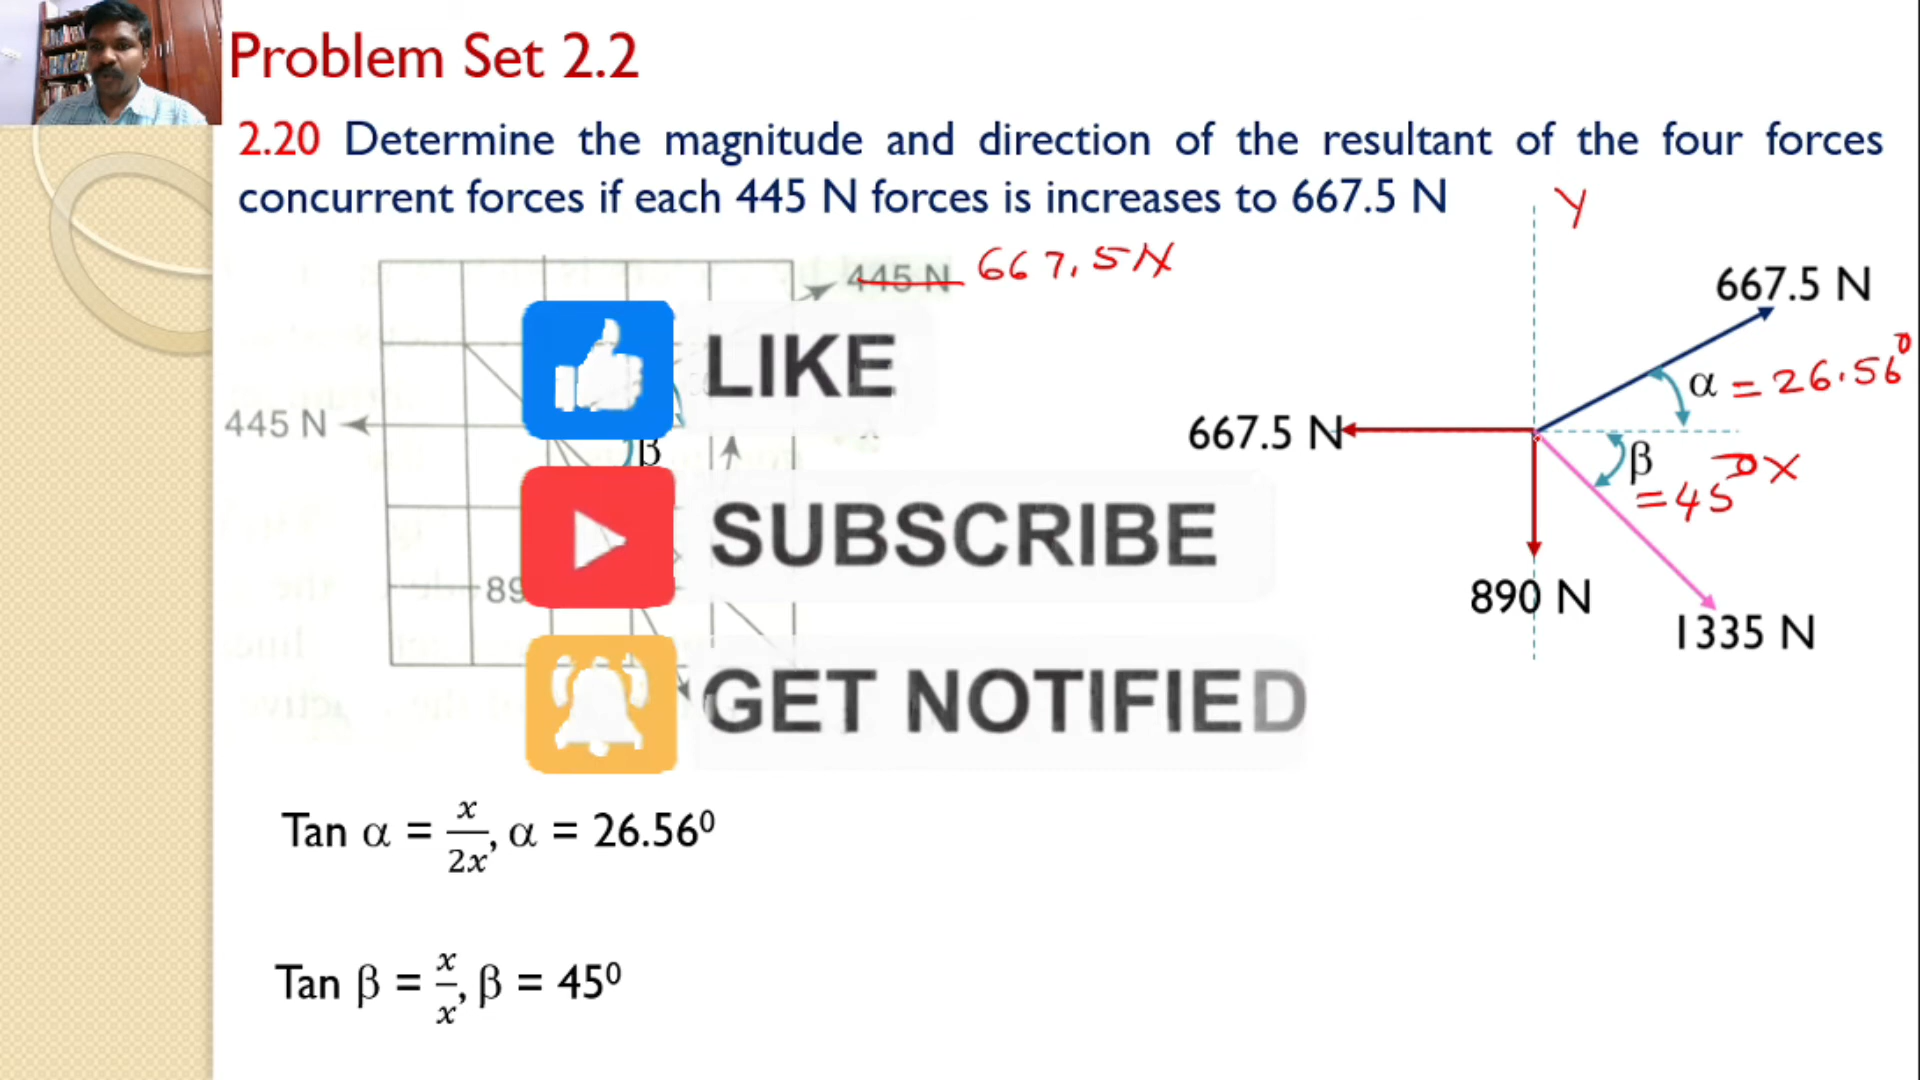 Problem Set 2.2
2.20 Determine the magnitude and direction of the resultant of the four forces
concurrent forces if each 445 N forces is increases to 667.5 N
Y
445 N 667.5N
667.5 N
LIKE
α = 26.56⁰
445 N
β
667.5 N
β
= 45⁰ X
SUBSCRIBE
89
890 N
1335 N
GET NOTIFIED
Tan α = x/2x, α = 26.56⁰
Tan β = x/x, β = 45⁰